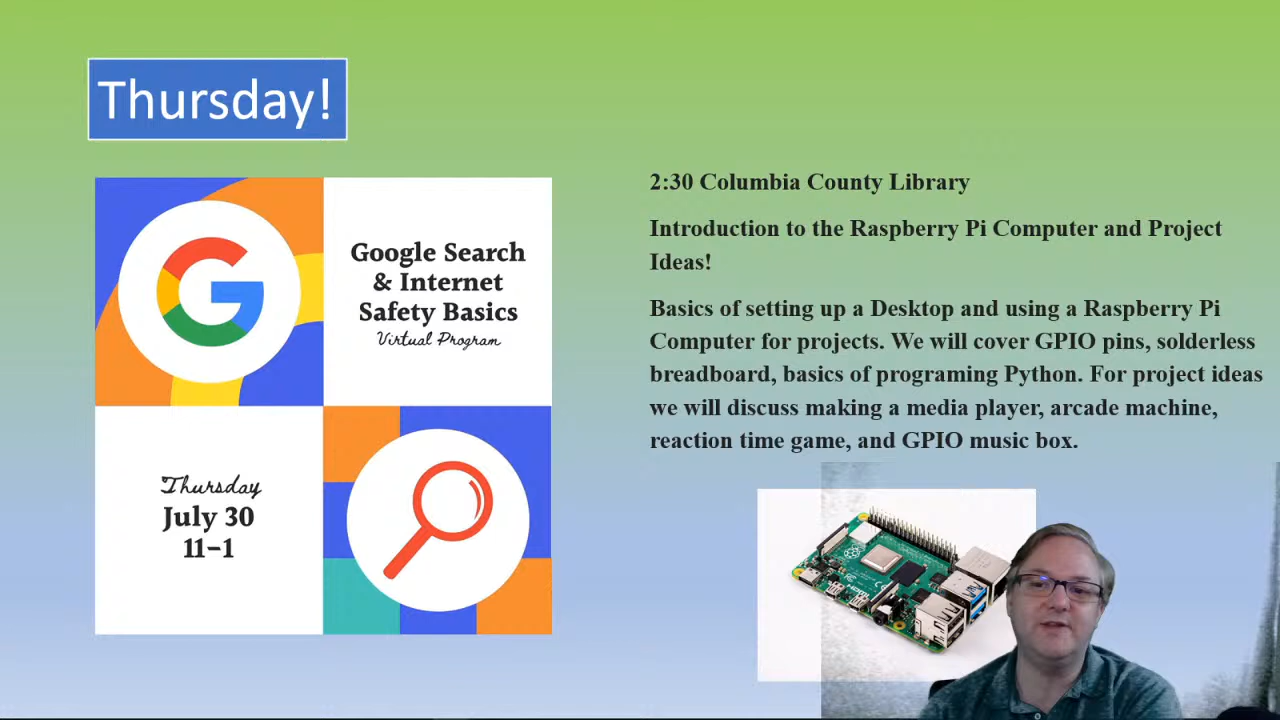 Thursday!
Google Search
& Internet
Safety Basics
Virtual Program
Thursday
July 30
11-1
2:30 Columbia County Library
Introduction to the Raspberry Pi Computer and Project
Ideas!
Basics of setting up a Desktop and using a Raspberry Pi
Computer for projects. We will cover GPIO pins, solderless
breadboard, basics of programing Python. For project ideas
we will discuss making a media player, arcade machine,
reaction time game, and GPIO music box.